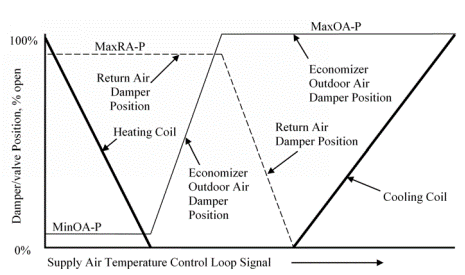 100%
MaxRA-P
MaxOA-P
Return Air
Damper
Position
Economizer
Outdoor Air
Damper Position
Heating Coil
Return Air
Damper Position
Economizer
Outdoor Air
Damper
Position
Cooling Coil
MinOA-P
0%
Damper/valve Position, % open
Supply Air Temperature Control Loop Signal